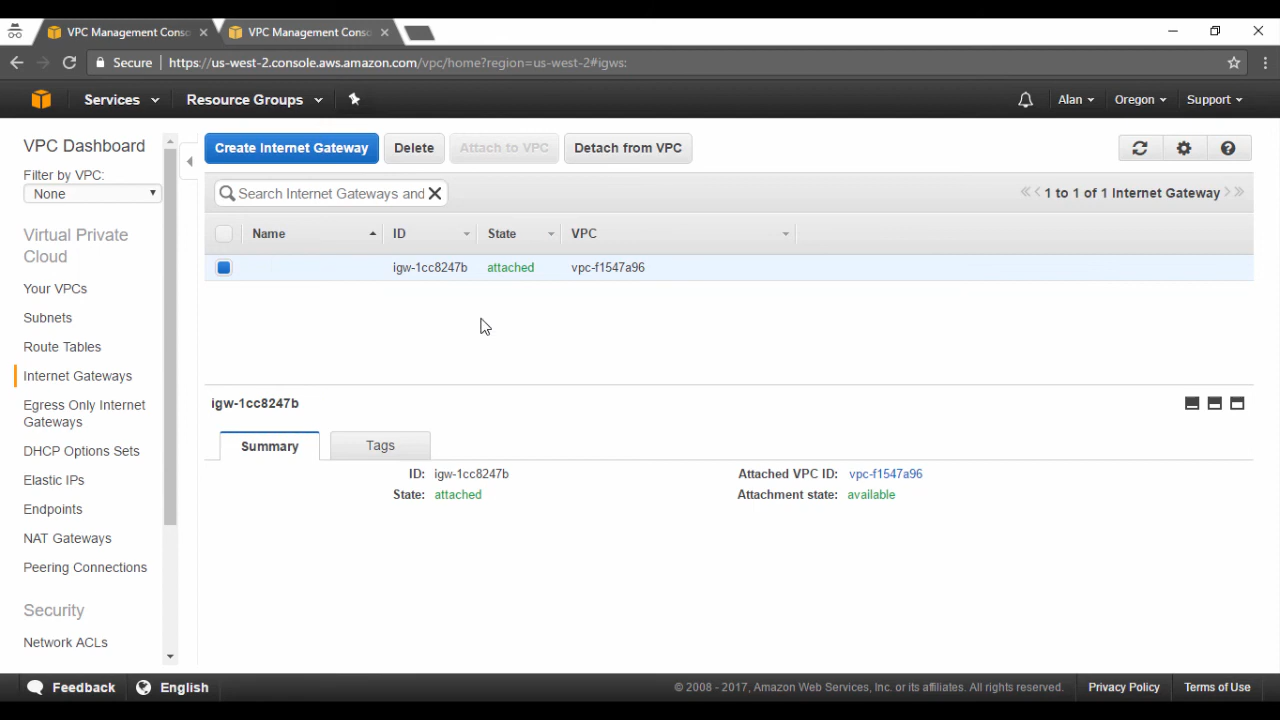 VPC Management Conso
VPC Management Conso
Secure https://us-west-2.console.aws.amazon.com/vpc/home?region=us-west-2#igws:
Services Resource Groups Alan Oregon Support
VPC Dashboard
Filter by VPC:
None
Virtual Private
Cloud
Your VPCs
Subnets
Route Tables
Internet Gateways
Egress Only Internet
Gateways
DHCP Options Sets
Elastic IPs
Endpoints
NAT Gateways
Peering Connections
Security
Network ACLs
Create Internet Gateway Delete Attach to VPC Detach from VPC
Search Internet Gateways and
1 to 1 of 1 Internet Gateway
Name ID State VPC
igw-1cc8247b attached vpc-f1547a96
igw-1cc8247b
Summary Tags
ID: igw-1cc8247b Attached VPC ID: vpc-f1547a96
State: attached Attachment state: available
Feedback English © 2008 - 2017, Amazon Web Services, Inc. or its affiliates. All rights reserved. Privacy Policy Terms of Use